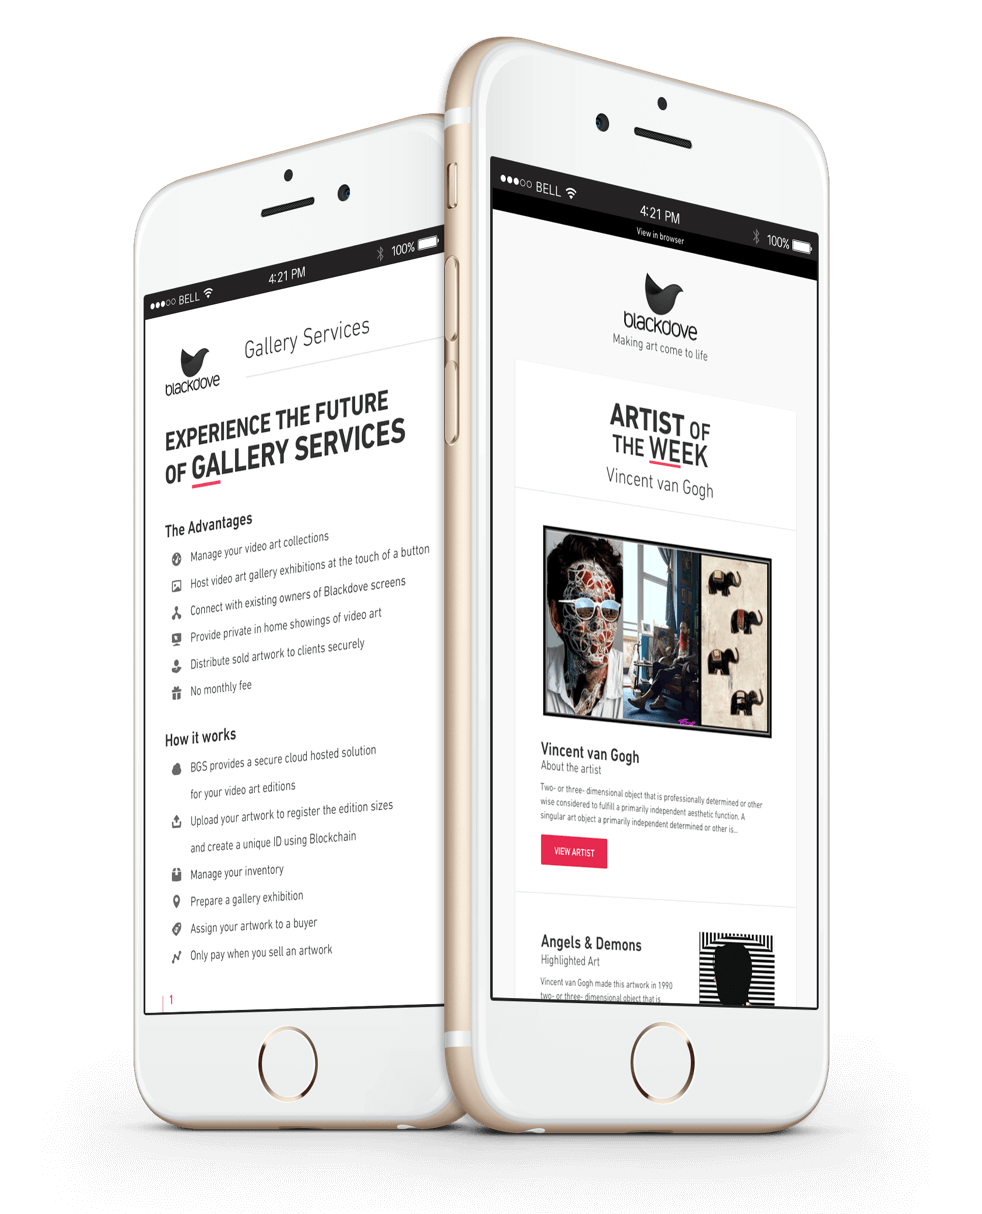 BELL
4:21 PM
100%
blackdove
Gallery Services
EXPERIENCE THE FUTURE
OF GALLERY SERVICES
The Advantages
Manage your video art collections
Host video art gallery exhibitions at the touch of a button
Connect with existing owners of Blackdove screens
Provide private in home showings of video art
Distribute sold artwork to clients securely
No monthly fee
How it works
BGS provides a secure cloud hosted solution
for your video art editions
Upload your artwork to register the edition sizes
and create a unique ID using Blockchain
Manage your inventory
Prepare a gallery exhibition
Assign your artwork to a buyer
Only pay when you sell an artwork
1
BELL
4:21 PM
100%
View in browser
blackdove
Making art come to life
ARTIST OF
THE WEEK
Vincent van Gogh
Vincent van Gogh
About the artist
Two- or three- dimensional object that is professionally determined or other
wise considered to fulfill a primarily independent aesthetic function. A
singular art object a primarily independent determined or other is...
VIEW ARTIST
Angels & Demons
Highlighted Art
Vincent van Gogh made this artwork in 1990
two- or three- dimensional object that is